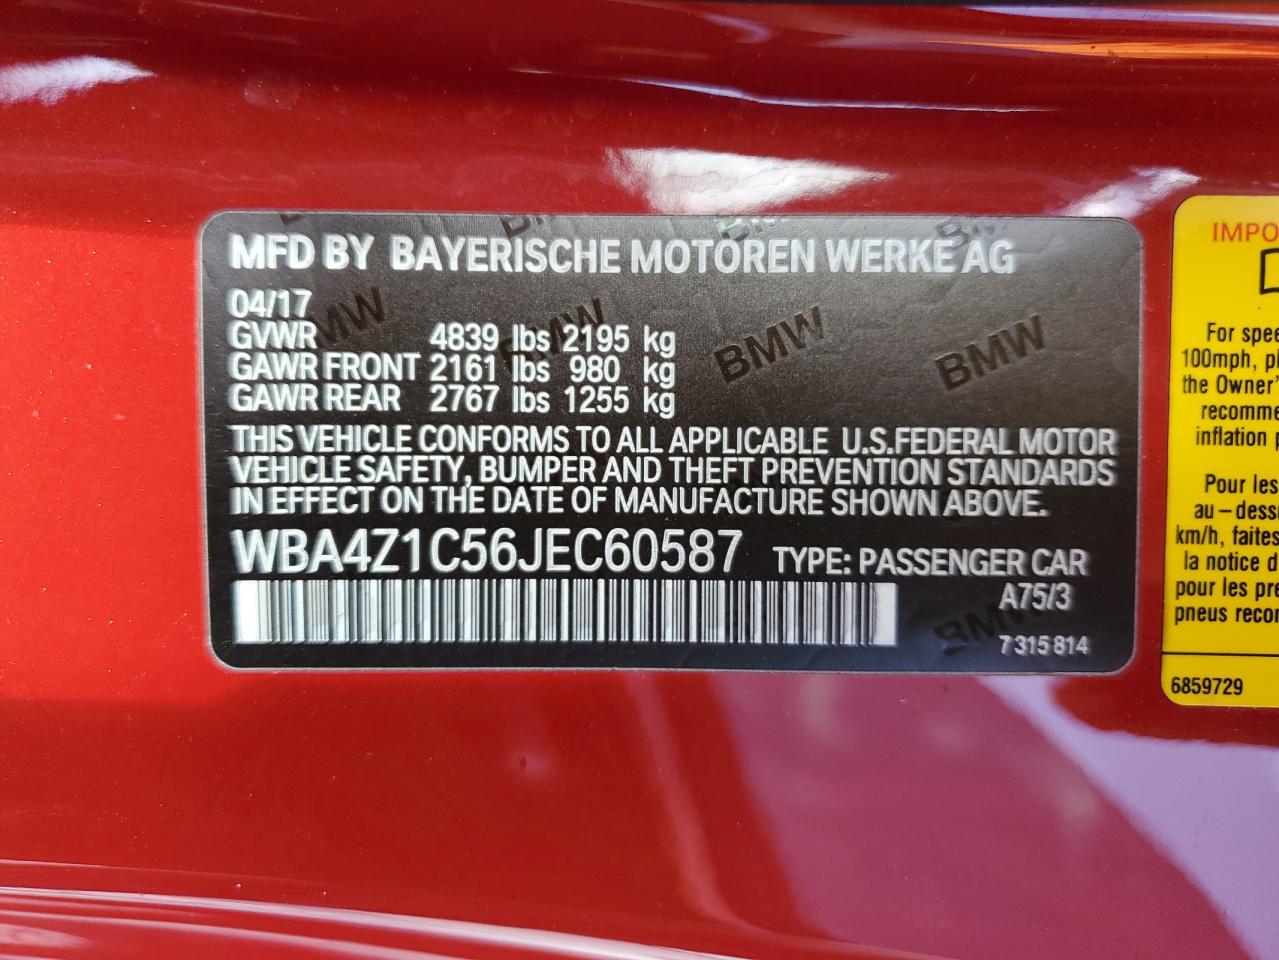 MFD BY BAYERISCHE MOTOREN WERKE AG
04/17
GVWR 4839 lbs 2195 kg
GAWR FRONT 2161 lbs 980 kg
GAWR REAR 2767 lbs 1255 kg
THIS VEHICLE CONFORMS TO ALL APPLICABLE U.S.FEDERAL MOTOR
VEHICLE SAFETY, BUMPER AND THEFT PREVENTION STANDARDS
IN EFFECT ON THE DATE OF MANUFACTURE SHOWN ABOVE.
WBA4Z1C56JEC60587 TYPE: PASSENGER CAR
A75/3
7 315 814
BMW BMW BMW BMW
BMW
IMPO
For spee
100mph, pl
the Owner'
recomme
inflation p
Pour les
au – dessu
km/h, faites
la notice d
pour les pre
pneus recon
6859729